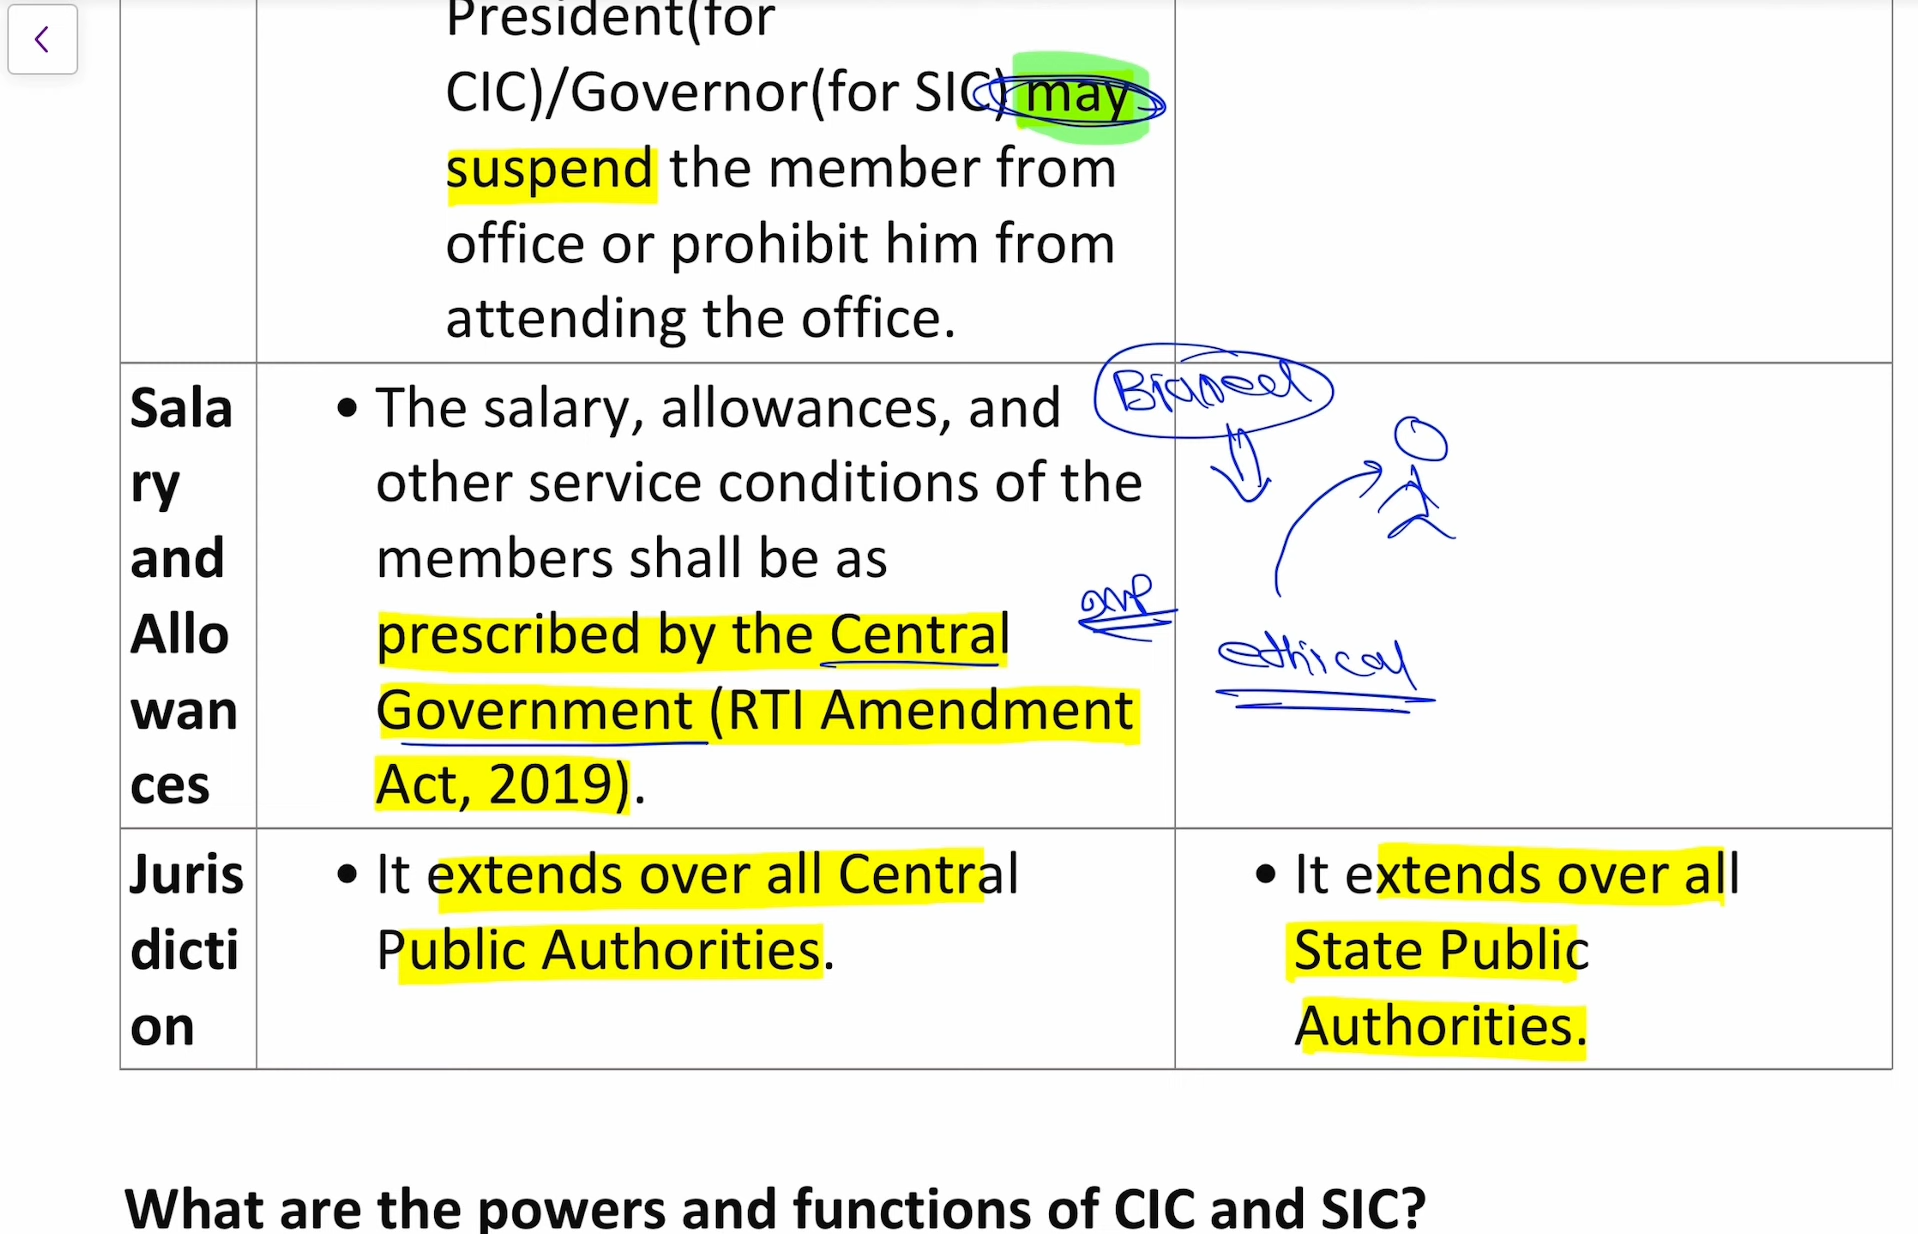 President(for
CIC)/Governor(for SIC) may
suspend the member from
office or prohibit him from
attending the office.
Sala
ry
and
Allo
wan
ces
• The salary, allowances, and
other service conditions of the
members shall be as
prescribed by the Central
Government (RTI Amendment
Act, 2019).
ethical
Juris
dicti
on
• It extends over all Central
Public Authorities.
• It extends over all
State Public
Authorities.
What are the powers and functions of CIC and SIC?